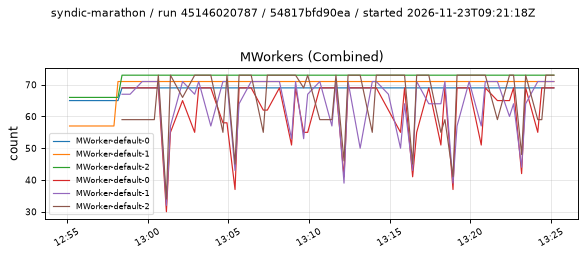 syndic-marathon / run 45146020787 / 54817bfd90ea / started 2026-11-23T09:21:18Z
MWorkers (Combined)
count
70
60
50
40
30
MWorker-default-0
MWorker-default-1
MWorker-default-2
MWorker-default-0
MWorker-default-1
MWorker-default-2
12:55
13:00
13:05
13:10
13:15
13:20
13:25